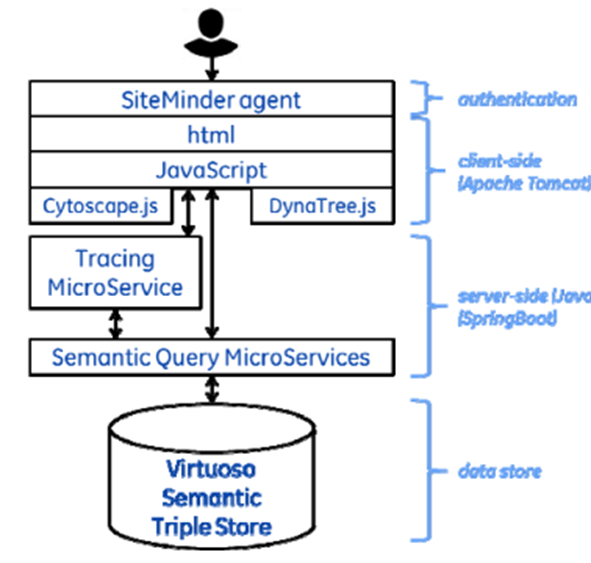 SiteMinder agent
authentication
html
client-side
(Apache Tomcat)
JavaScript
Cytoscape.js
DynaTree.js
Tracing
MicroService
server-side (Java
(SpringBoot)
Semantic Query MicroServices
Virtuoso
Semantic
Triple Store
data store